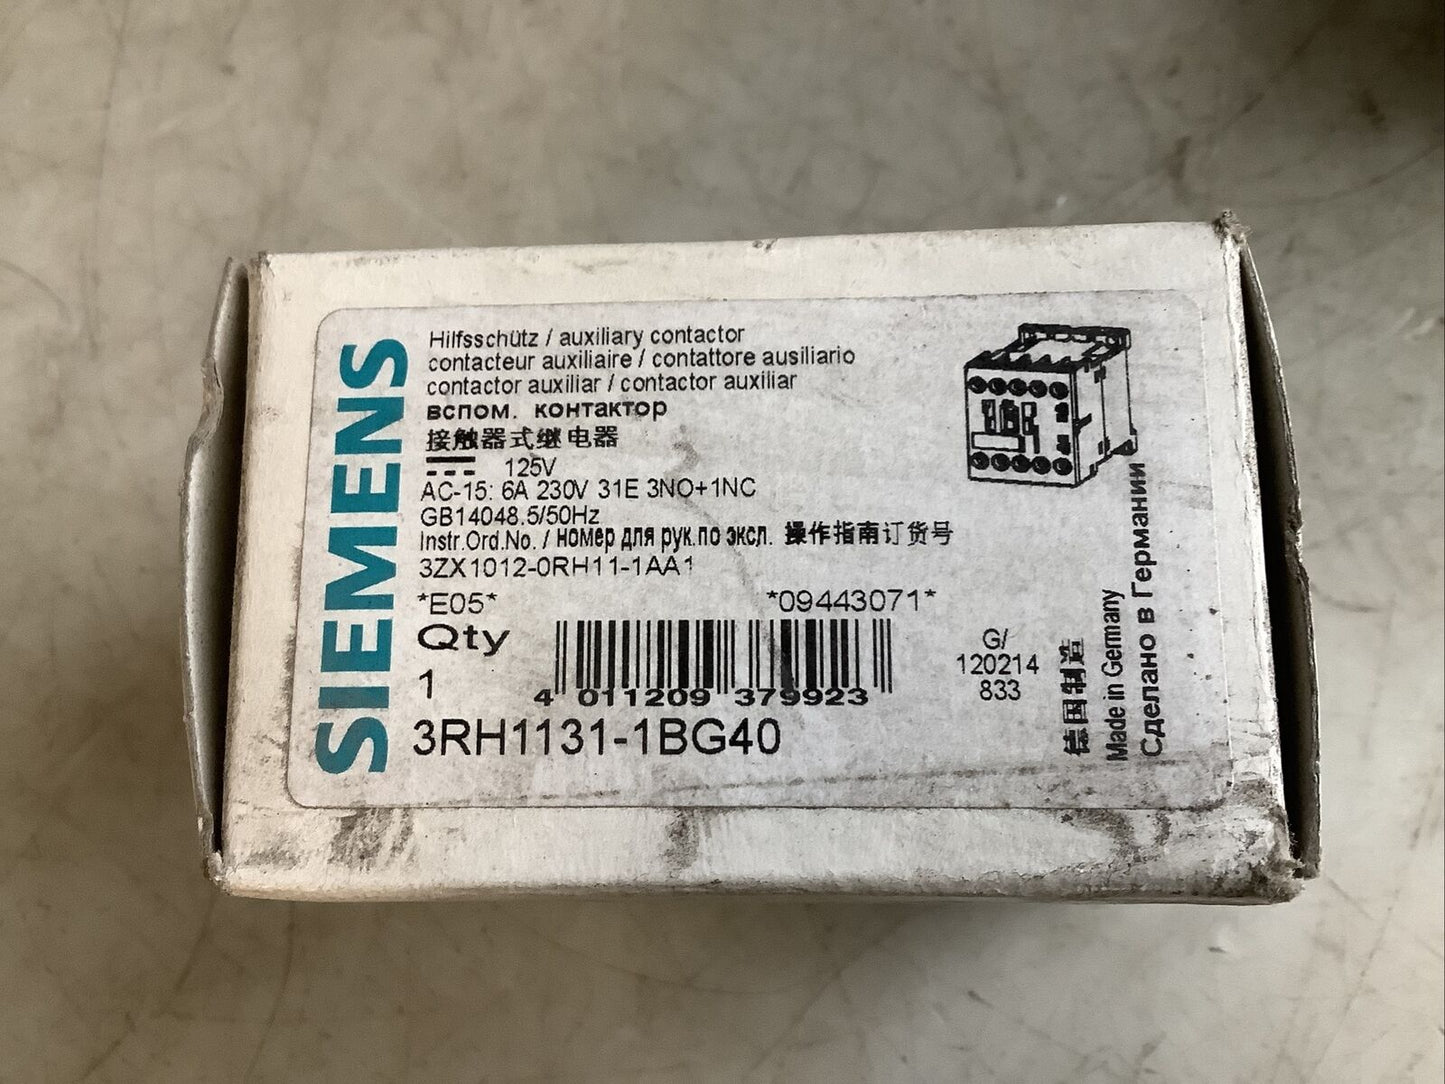 SIEMENS
Hilfsschütz / auxiliary contactor
contacteur auxiliaire / contattore ausiliario
contactor auxiliar / contactor auxiliar
вспом. контактор
接触器式继电器
125V
AC-15: 6A 230V 31E 3NO+1NC
GB14048.5/50Hz
Instr.Ord.No. / номер для рук.по экспл. 操作指南订货号
3ZX1012-0RH11-1AA1
*E05* *09443071*
Qty
1
4 011209 379923
3RH1131-1BG40
G/
120214
833
德国制造
Made in Germany
Сделано в Германии